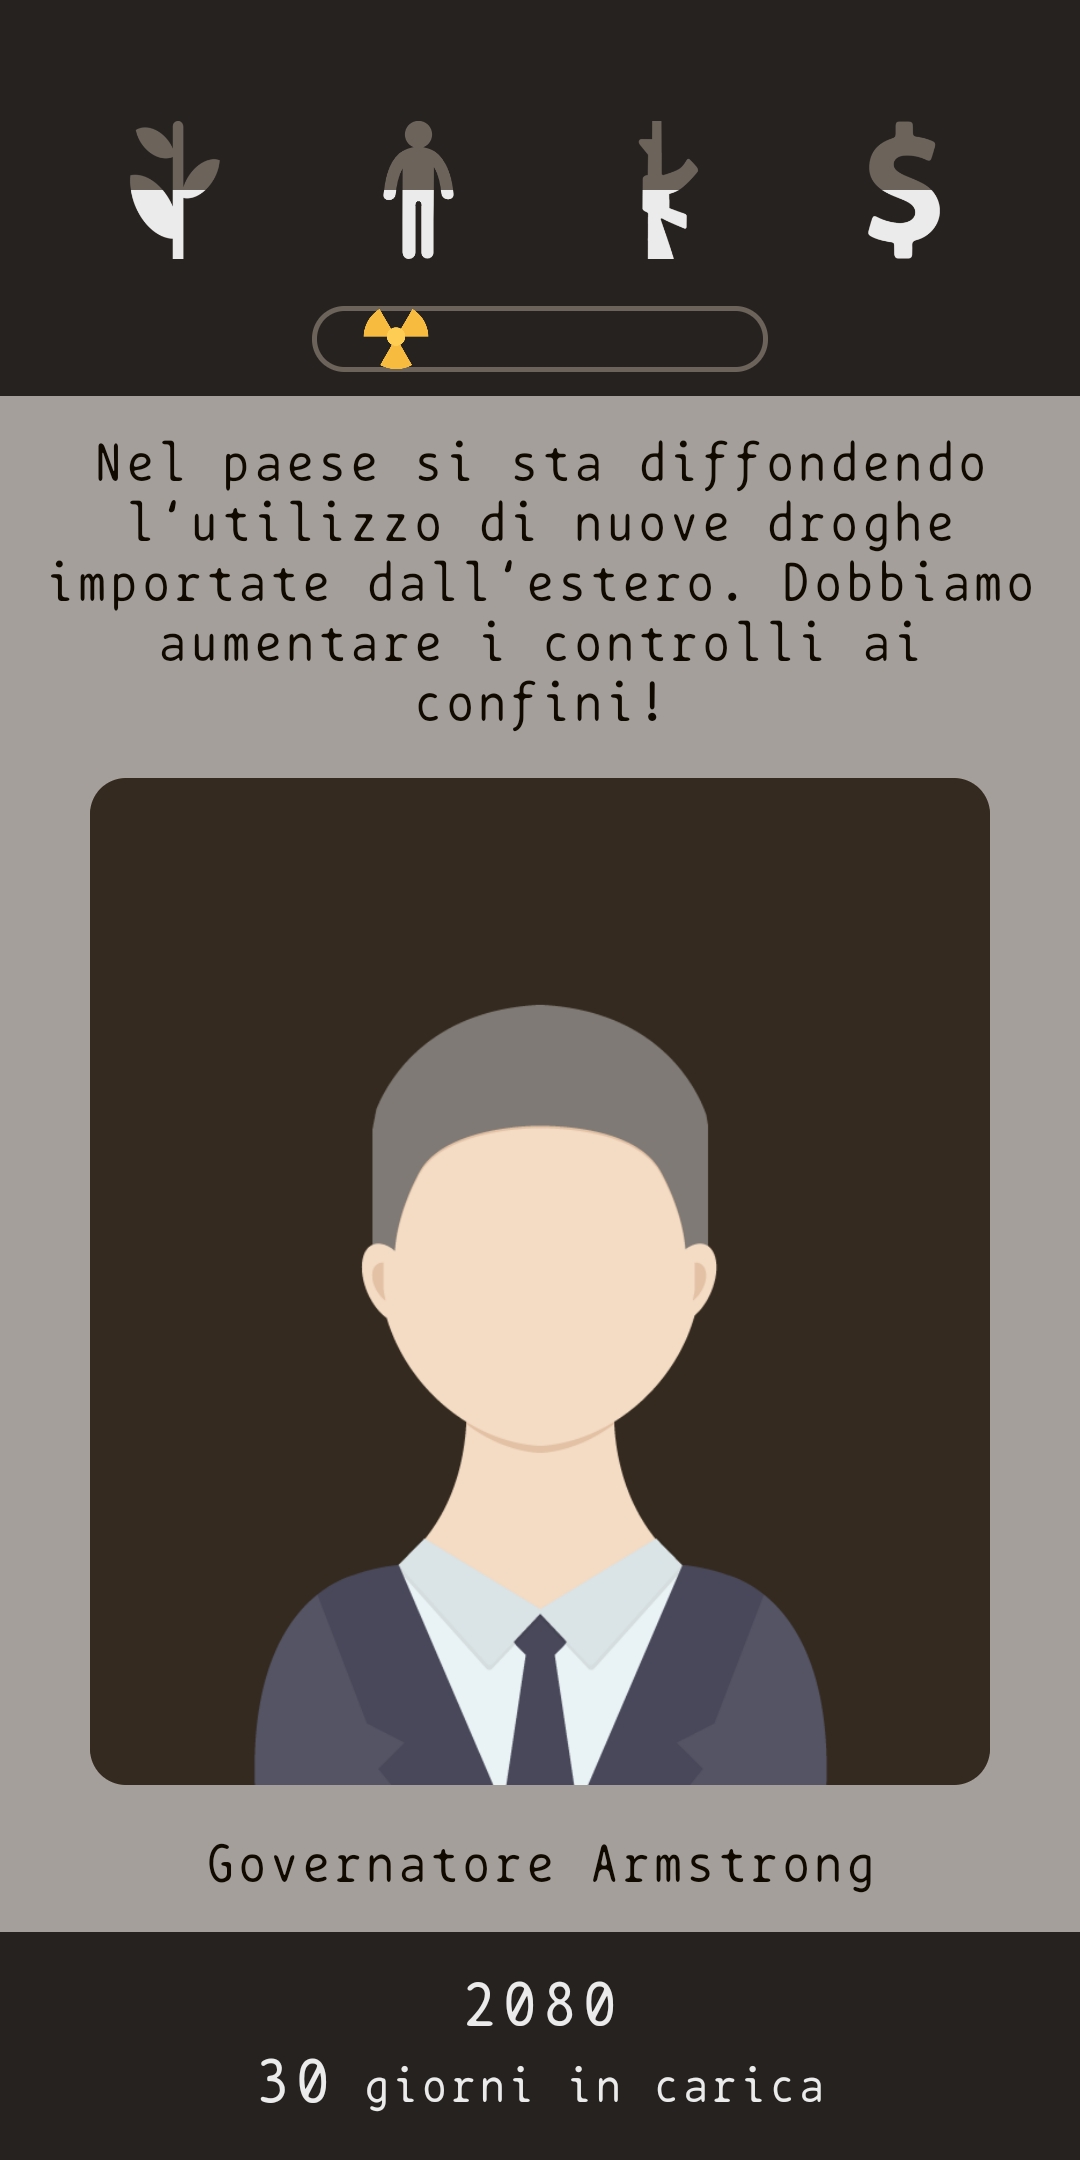 Nel paese si sta diffondendo
l'utilizzo di nuove droghe
importate dall'estero. Dobbiamo
aumentare i controlli ai
confini!
Governatore Armstrong
2080
30 giorni in carica